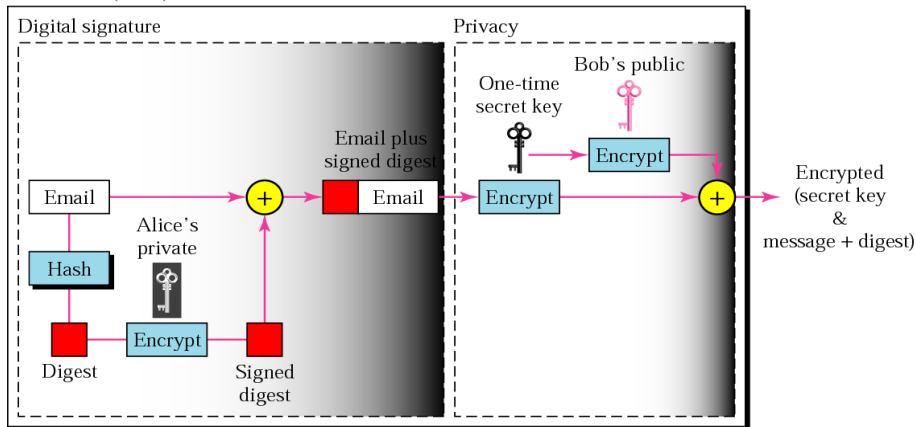 Digital signature
Privacy
Bob's public
One-time
secret key
Email plus
signed digest
Encrypt
Email
+
Email
Encrypt
+
Encrypted
(secret key
&
message + digest)
Alice's
private
Hash
Encrypt
Digest
Signed
digest